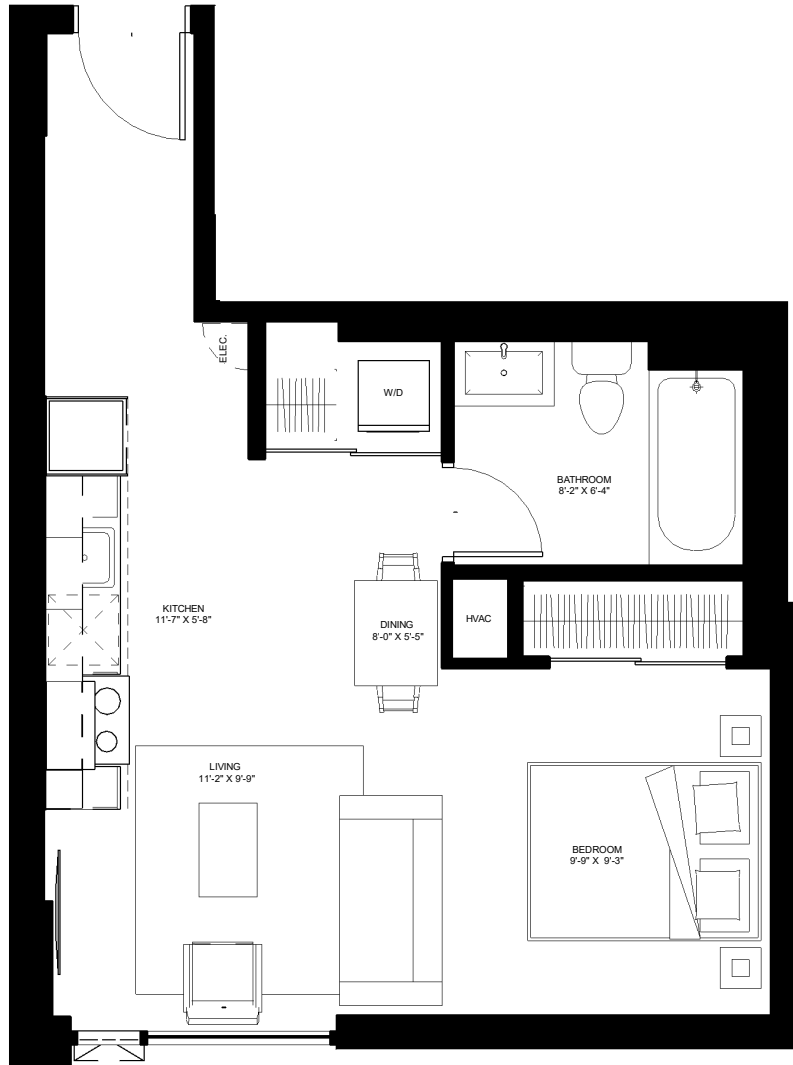 ELEC.
W/D
BATHROOM
8'-2" X 6'-4"
KITCHEN
11'-7" X 5'-8"
DINING
8'-0" X 5'-5"
HVAC
LIVING
11'-2" X 9'-9"
BEDROOM
9'-9" X 9'-3"